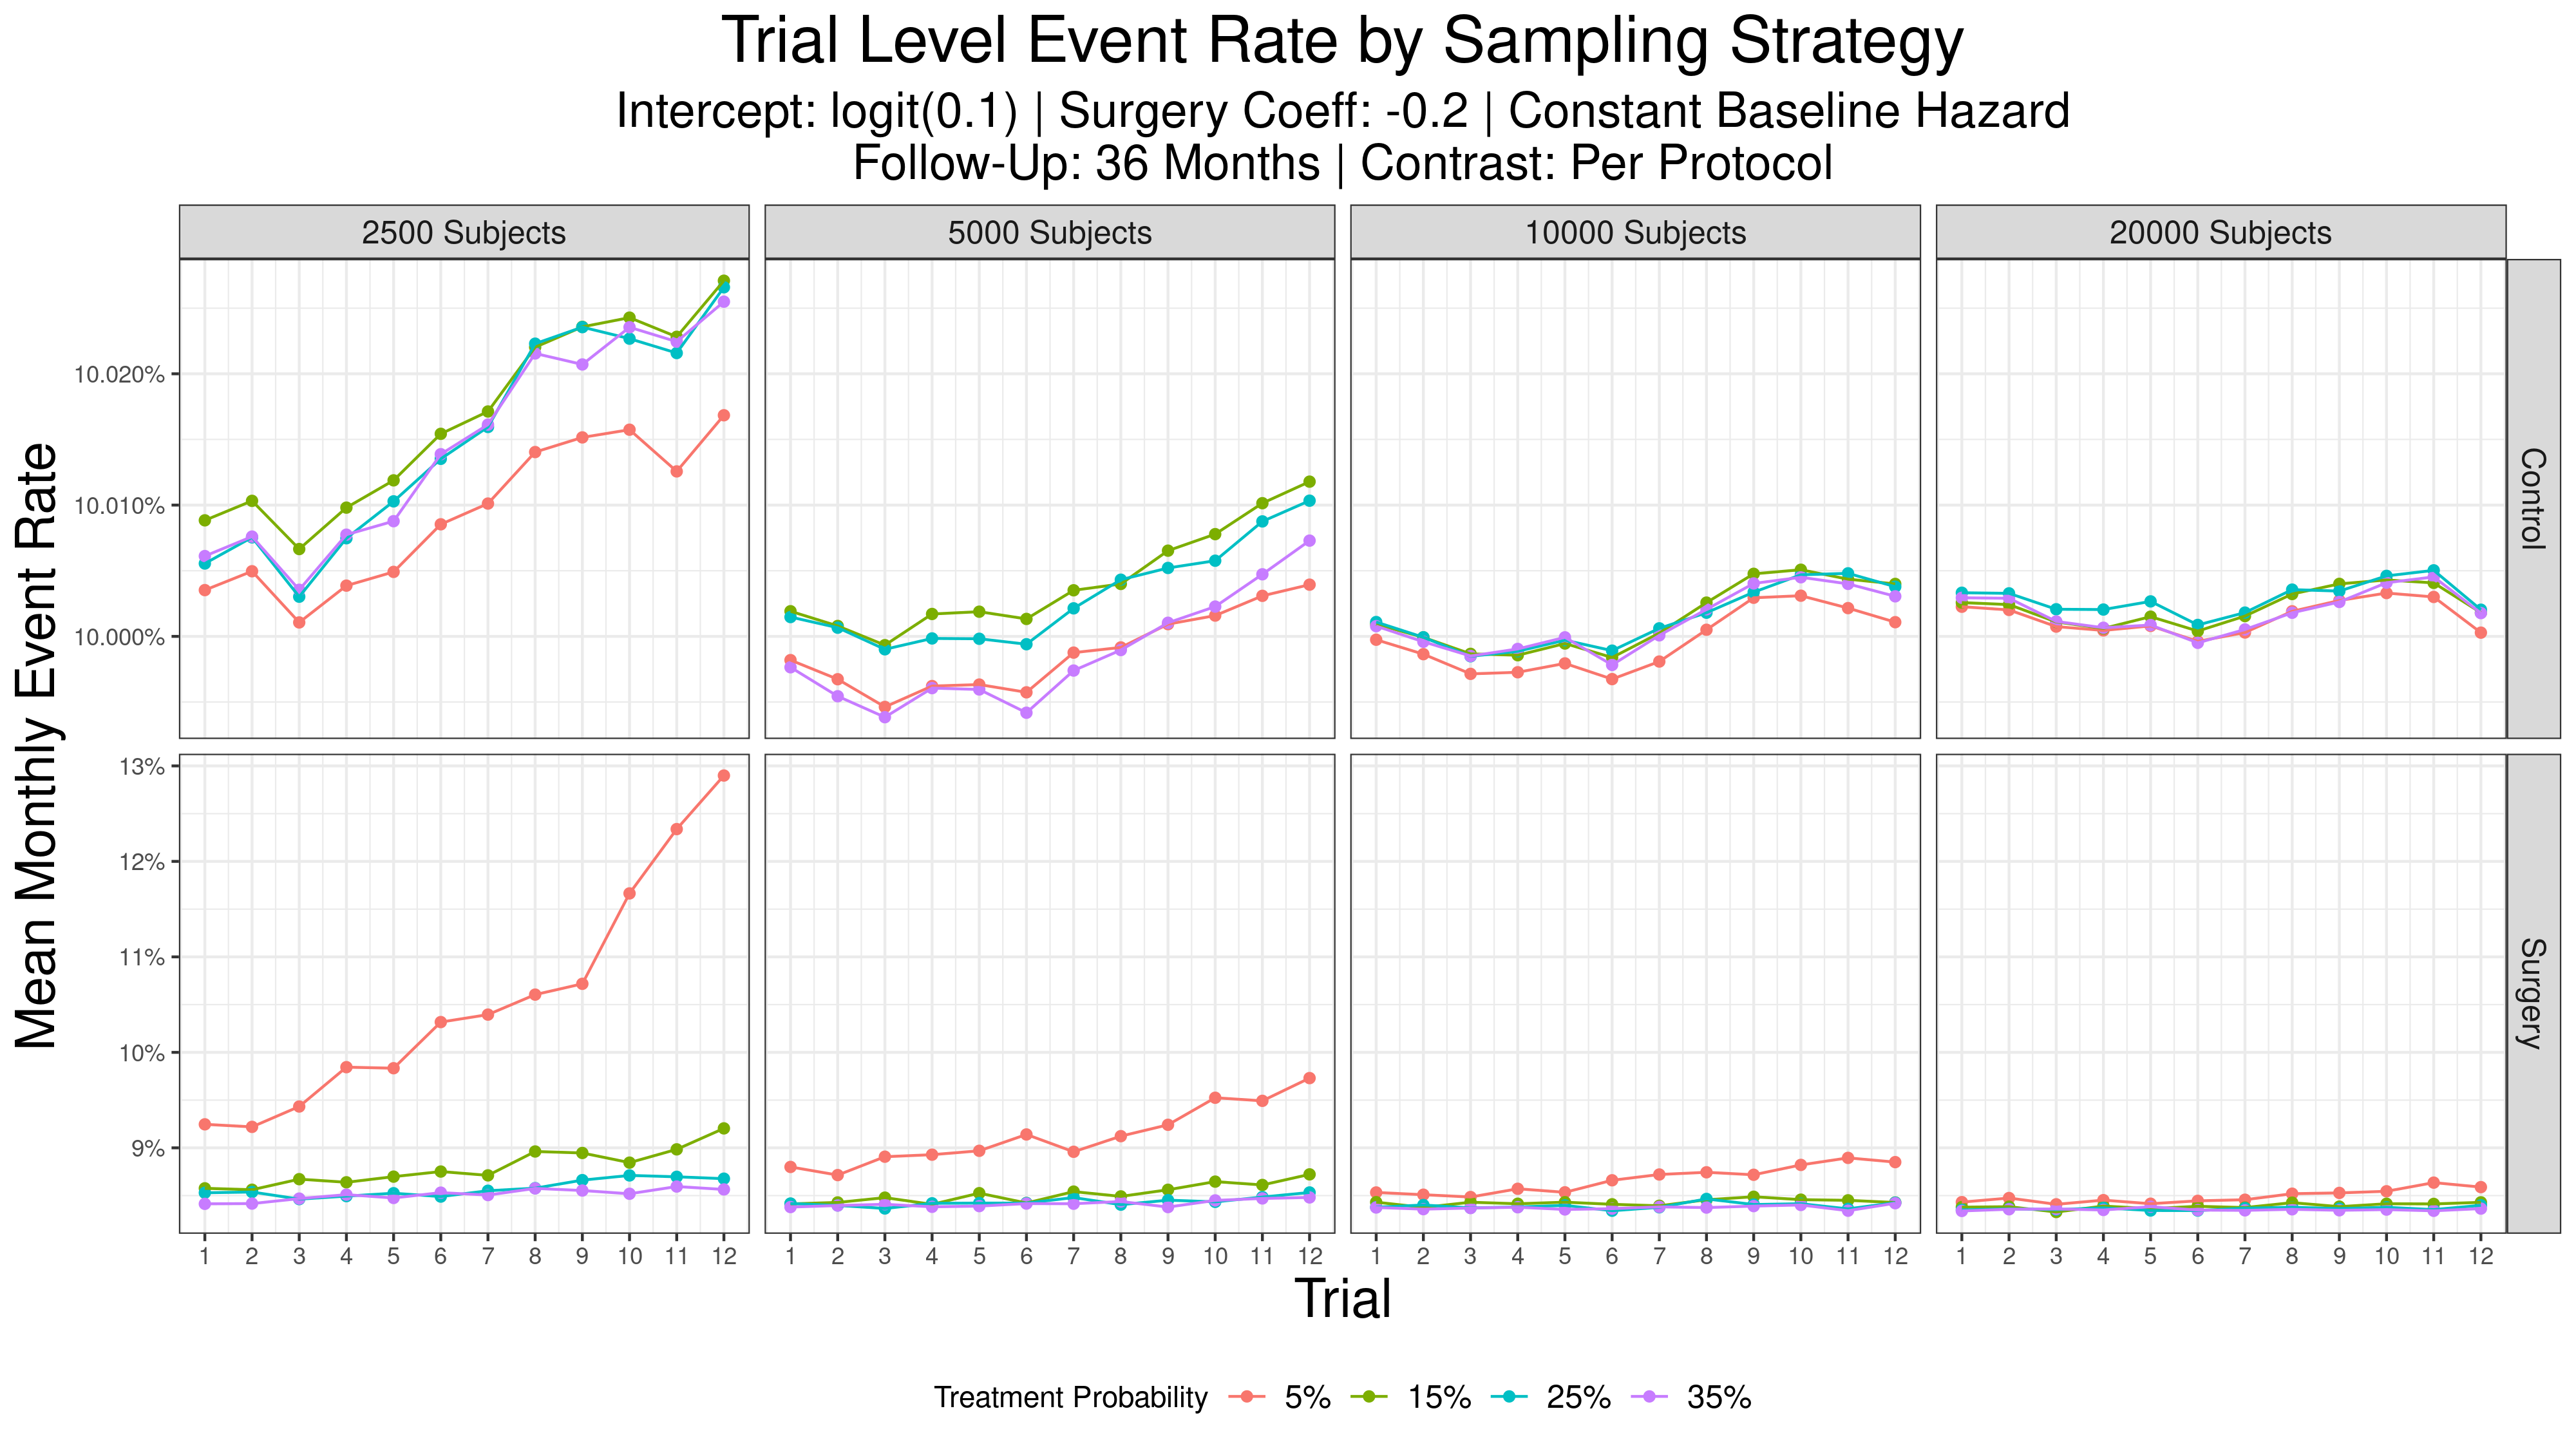 Trial Level Event Rate by Sampling Strategy
Intercept: logit(0.1) | Surgery Coeff: -0.2 | Constant Baseline Hazard
Follow-Up: 36 Months | Contrast: Per Protocol
2500 Subjects
5000 Subjects
10000 Subjects
20000 Subjects
Mean Monthly Event Rate
10.020%
10.010%
10.000%
Control
13%
12%
11%
10%
9%
Surgery
1 2 3 4 5 6 7 8 9 10 11 12
1 2 3 4 5 6 7 8 9 10 11 12
1 2 3 4 5 6 7 8 9 10 11 12
1 2 3 4 5 6 7 8 9 10 11 12
Trial
Treatment Probability 5% 15% 25% 35%